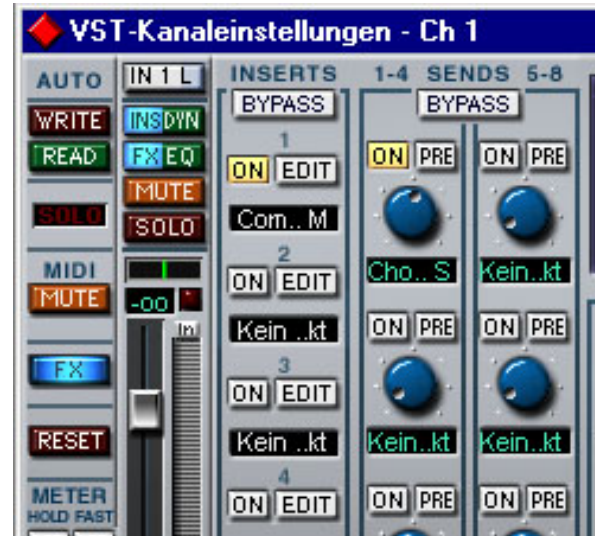 VST-Kanaleinstellungen - Ch 1
AUTO IN 1 L INSERTS 1-4 SENDS 5-8
BYPASS BYPASS
WRITE INS DYN 1
READ FX EQ ON EDIT ON PRE ON PRE
MUTE
SOLO SOLO Com.. M
MIDI 2 Cho.. S Kein..kt
MUTE -oo ON EDIT
In Kein ..kt ON PRE ON PRE
FX 3
ON EDIT
RESET Kein ..kt Kein..kt Kein..kt
METER 4
HOLD FAST ON EDIT ON PRE ON PRE